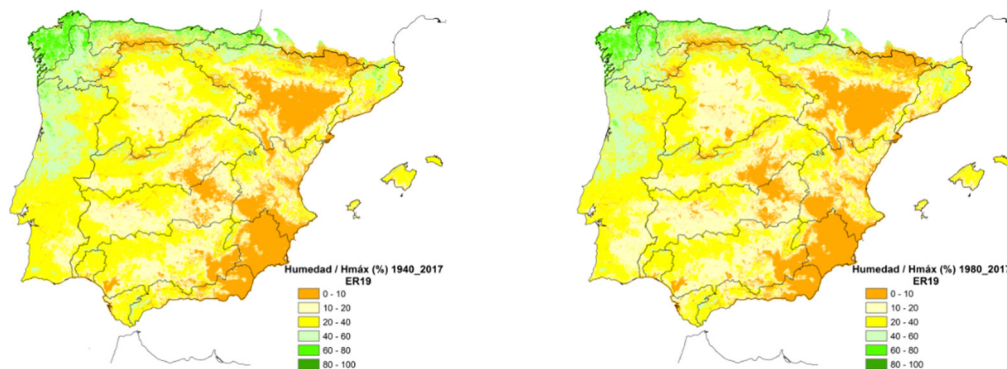 Humedad / Hmáx (%) 1940_2017
ER19
0 - 10
10 - 20
20 - 40
40 - 60
60 - 80
80 - 100
Humedad / Hmáx (%) 1980_2017
ER19
0 - 10
10 - 20
20 - 40
40 - 60
60 - 80
80 - 100